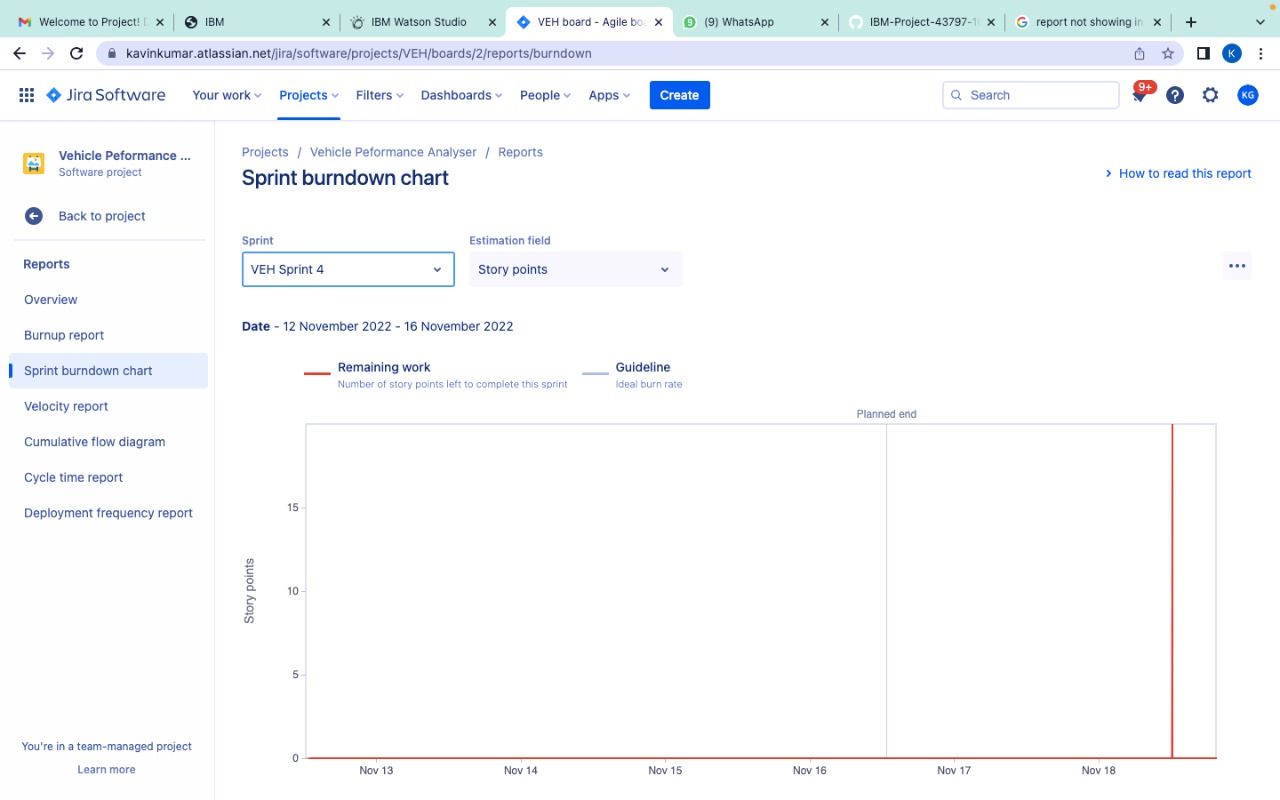 Welcome to Project!
IBM
IBM Watson Studio
VEH board - Agile
(9) WhatsApp
IBM-Project-43797-
report not showing in
kavinkumar.atlassian.net/jira/software/projects/VEH/boards/2/reports/burndown
K
Jira Software
Your work
Projects
Filters
Dashboards
People
Apps
Create
Search
9+
KG
Vehicle Peformance ...
Software project
Back to project
Reports
Overview
Burnup report
Sprint burndown chart
Velocity report
Cumulative flow diagram
Cycle time report
Deployment frequency report
You're in a team-managed project
Learn more
Projects / Vehicle Peformance Analyser / Reports
Sprint burndown chart
How to read this report
Sprint
Estimation field
VEH Sprint 4
Story points
Date - 12 November 2022 - 16 November 2022
Remaining work
Number of story points left to complete this sprint
Guideline
Ideal burn rate
Planned end
Story points
15
10
5
0
Nov 13
Nov 14
Nov 15
Nov 16
Nov 17
Nov 18